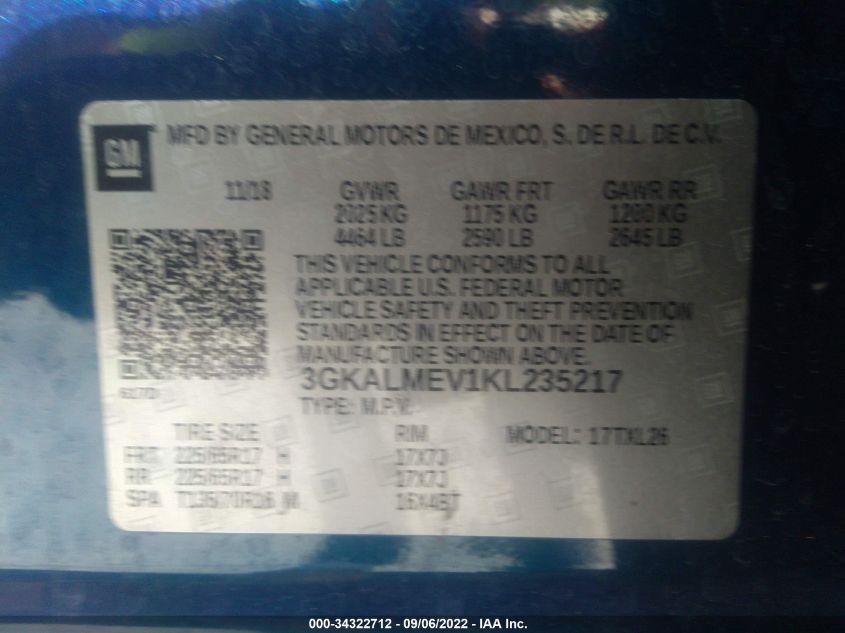 MFD BY GENERAL MOTORS DE MEXICO, S. DE R.L. DE C.V.
GM
11/18 GVWR GAWR FRT GAWR RR
2025 KG 1175 KG 1200 KG
4464 LB 2590 LB 2645 LB
THIS VEHICLE CONFORMS TO ALL
APPLICABLE U.S. FEDERAL MOTOR
VEHICLE SAFETY AND THEFT PREVENTION
STANDARDS IN EFFECT ON THE DATE OF
MANUFACTURE SHOWN ABOVE.
3GKALMEV1KL235217
TYPE: M.P.V.
TIRE SIZE RIM MODEL: 17TXL26
FRT 225/65R17 H 17X7J
RR 225/65R17 H 17X7J
SPA T135/70R16 M 16X4BT
000-34322712 - 09/06/2022 - IAA Inc.